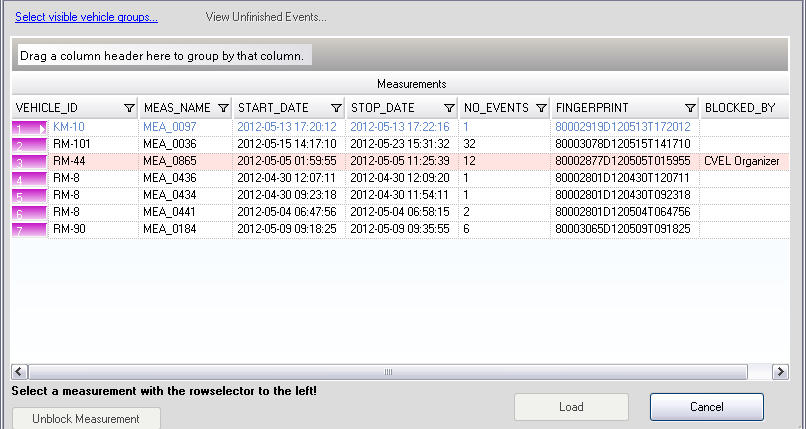 Select visible vehicle groups... View Unfinished Events...
Drag a column header here to group by that column.
Measurements
VEHICLE_ID MEAS_NAME START_DATE STOP_DATE NO_EVENTS FINGERPRINT BLOCKED_BY
1 KM-10 MEA_0097 2012-05-13 17:20:12 2012-05-13 17:22:16 1 80002919D120513T172012
2 RM-101 MEA_0036 2012-05-15 14:17:10 2012-05-23 15:31:32 32 80003078D120515T141710
3 RM-44 MEA_0865 2012-05-05 01:59:55 2012-05-05 11:25:39 12 80002877D120505T015955 CVEL Organizer
4 RM-8 MEA_0436 2012-04-30 12:07:11 2012-04-30 12:09:20 1 80002801D120430T120711
5 RM-8 MEA_0434 2012-04-30 09:23:18 2012-04-30 11:54:11 1 80002801D120430T092318
6 RM-8 MEA_0441 2012-05-04 06:47:56 2012-05-04 06:58:15 2 80002801D120504T064756
7 RM-90 MEA_0184 2012-05-09 09:18:25 2012-05-09 09:35:55 6 80003065D120509T091825
Select a measurement with the rowselector to the left!
Unblock Measurement Load Cancel